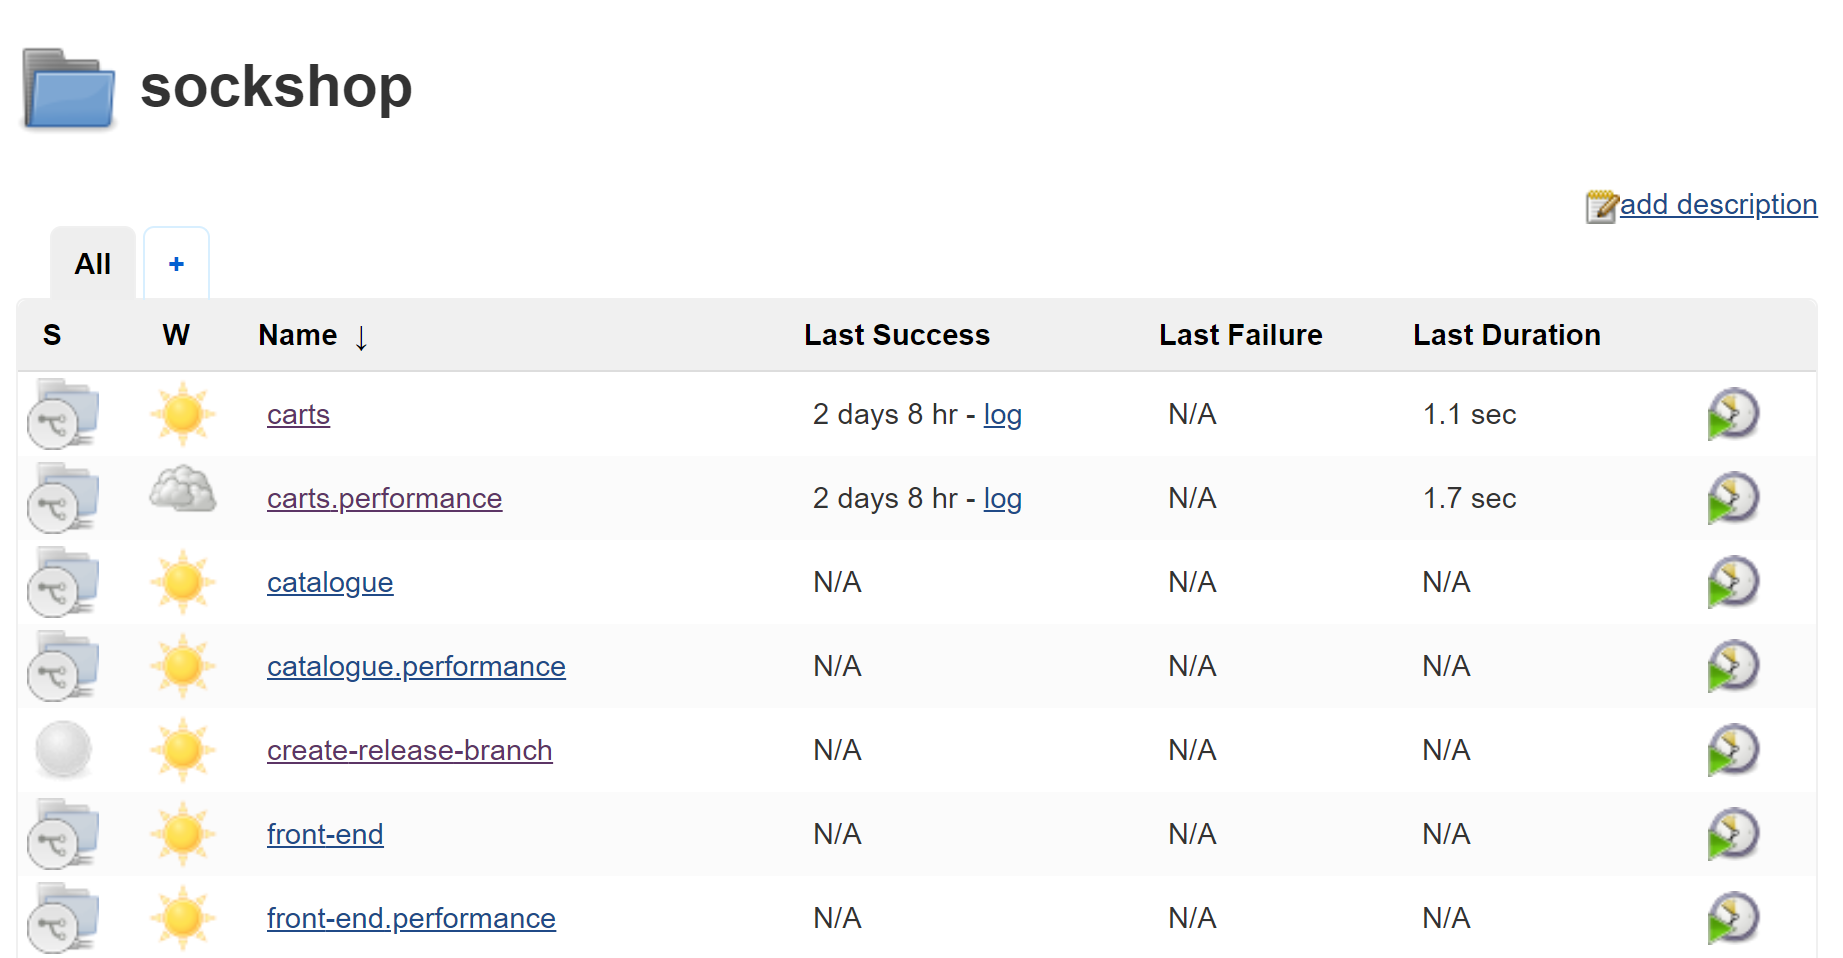 sockshop
add description
All +
S W Name ↓ Last Success Last Failure Last Duration
carts 2 days 8 hr - log N/A 1.1 sec
carts.performance 2 days 8 hr - log N/A 1.7 sec
catalogue N/A N/A N/A
catalogue.performance N/A N/A N/A
create-release-branch N/A N/A N/A
front-end N/A N/A N/A
front-end.performance N/A N/A N/A